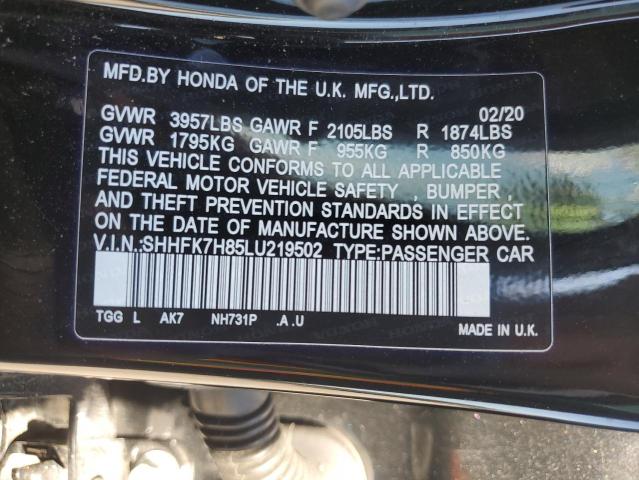 MFD.BY HONDA OF THE U.K. MFG.,LTD.
02/20
GVWR 3957LBS GAWR F 2105LBS R 1874LBS
GVWR 1795KG GAWR F 955KG R 850KG
THIS VEHICLE CONFORMS TO ALL APPLICABLE
FEDERAL MOTOR VEHICLE SAFETY , BUMPER ,
AND THEFT PREVENTION STANDARDS IN EFFECT
ON THE DATE OF MANUFACTURE SHOWN ABOVE.
V.I.N.:SHHFK7H85LU219502 TYPE:PASSENGER CAR
TGG L AK7 NH731P .A .U MADE IN U.K.